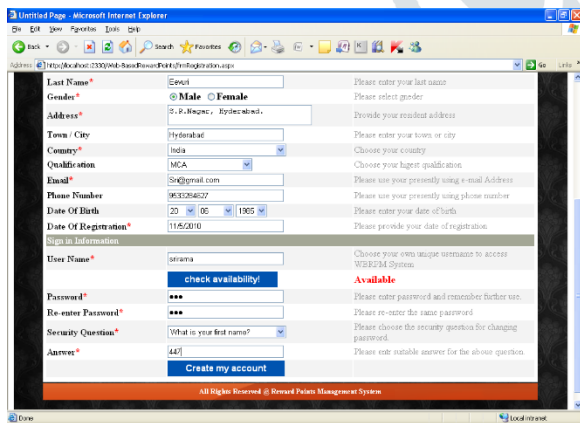 Untitled Page - Microsoft Internet Explorer
File Edit View Favorites Tools Help
Back Search Favorites
Address http://localhost:2330/Web-BasedRewardPoints/frmRegistration.aspx Go Links
Last Name* Eevuri Please enter your last name
Gender* Male Female Please select gneder
Address* S.R.Nagar, Hyderabad. Provide your resident address
Town / City Hyderabad Please enter your town or city
Country* India Choose your country
Qualification MCA Choose your higest qualification
Email* Sri@gmail.com Please use your presently using e-mail Address
Phone Number 9533284627 Please use your presently using phone number
Date Of Birth 20 06 1985 Please enter your date of birth
Date Of Registration* 11/5/2010 Please provide your date of registration
Sign in Information
User Name* srirama Choose your own unique username to access
WBRPM System
check availability! Available
Password* Please enter password and remember further use.
Re-enter Password* Please re-enter the same password
Security Question* What is your first name? Please choose the security question for changing
password.
Answer* 447 Please entr suitable answer for the aboue question
Create my account
All Rights Reserved @ Reward Points Management System
Done Local intranet